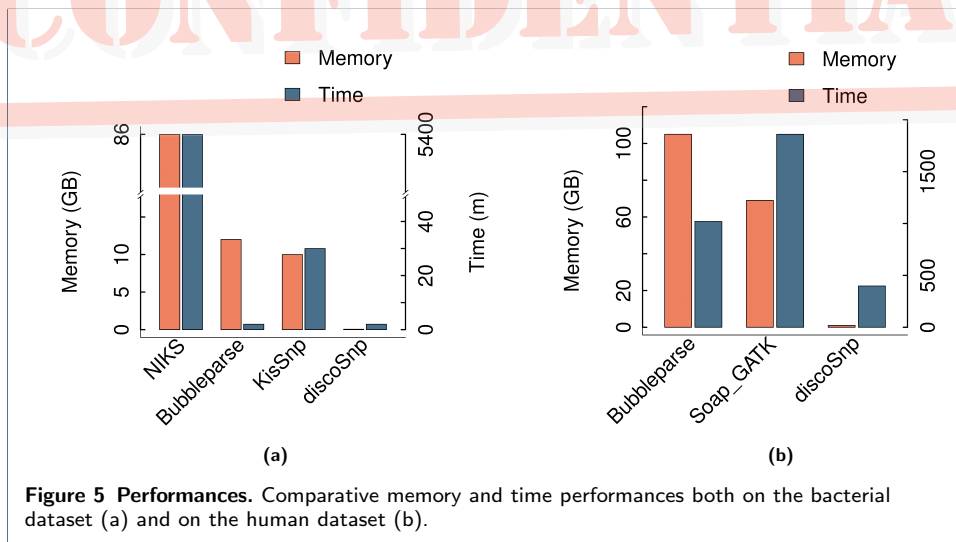 CONFIDENTIA
Memory
Time
Memory (GB)
86
10
5
0
5400
40
20
0
Time (m)
NIKS
Bubbleparse
KisSnp
discoSnp
(a)
Memory
Time
Memory (GB)
100
60
20
0
1500
500
0
Bubbleparse
Soap_GATK
discoSnp
(b)
Figure 5 Performances. Comparative memory and time performances both on the bacterial
dataset (a) and on the human dataset (b).